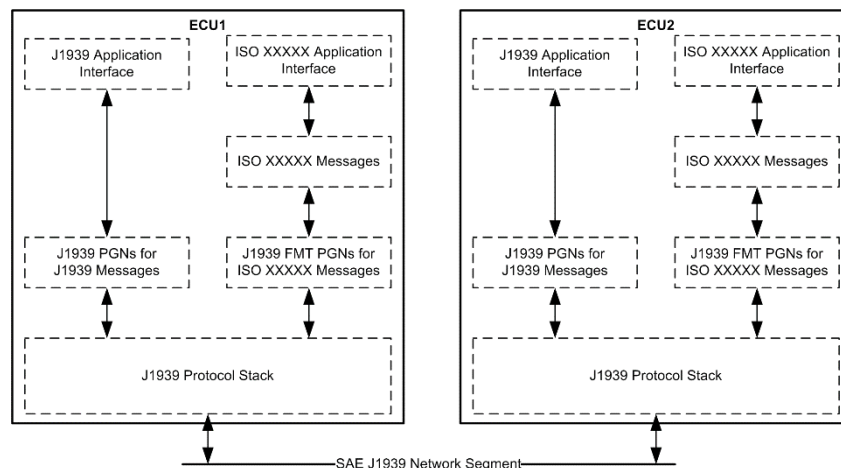 ECU1
J1939 Application
Interface
ISO XXXXX Application
Interface
ISO XXXXX Messages
J1939 PGNs for
J1939 Messages
J1939 FMT PGNs for
ISO XXXXX Messages
J1939 Protocol Stack
ECU2
J1939 Application
Interface
ISO XXXXX Application
Interface
ISO XXXXX Messages
J1939 PGNs for
J1939 Messages
J1939 FMT PGNs for
ISO XXXXX Messages
J1939 Protocol Stack
SAE J1939 Network Segment